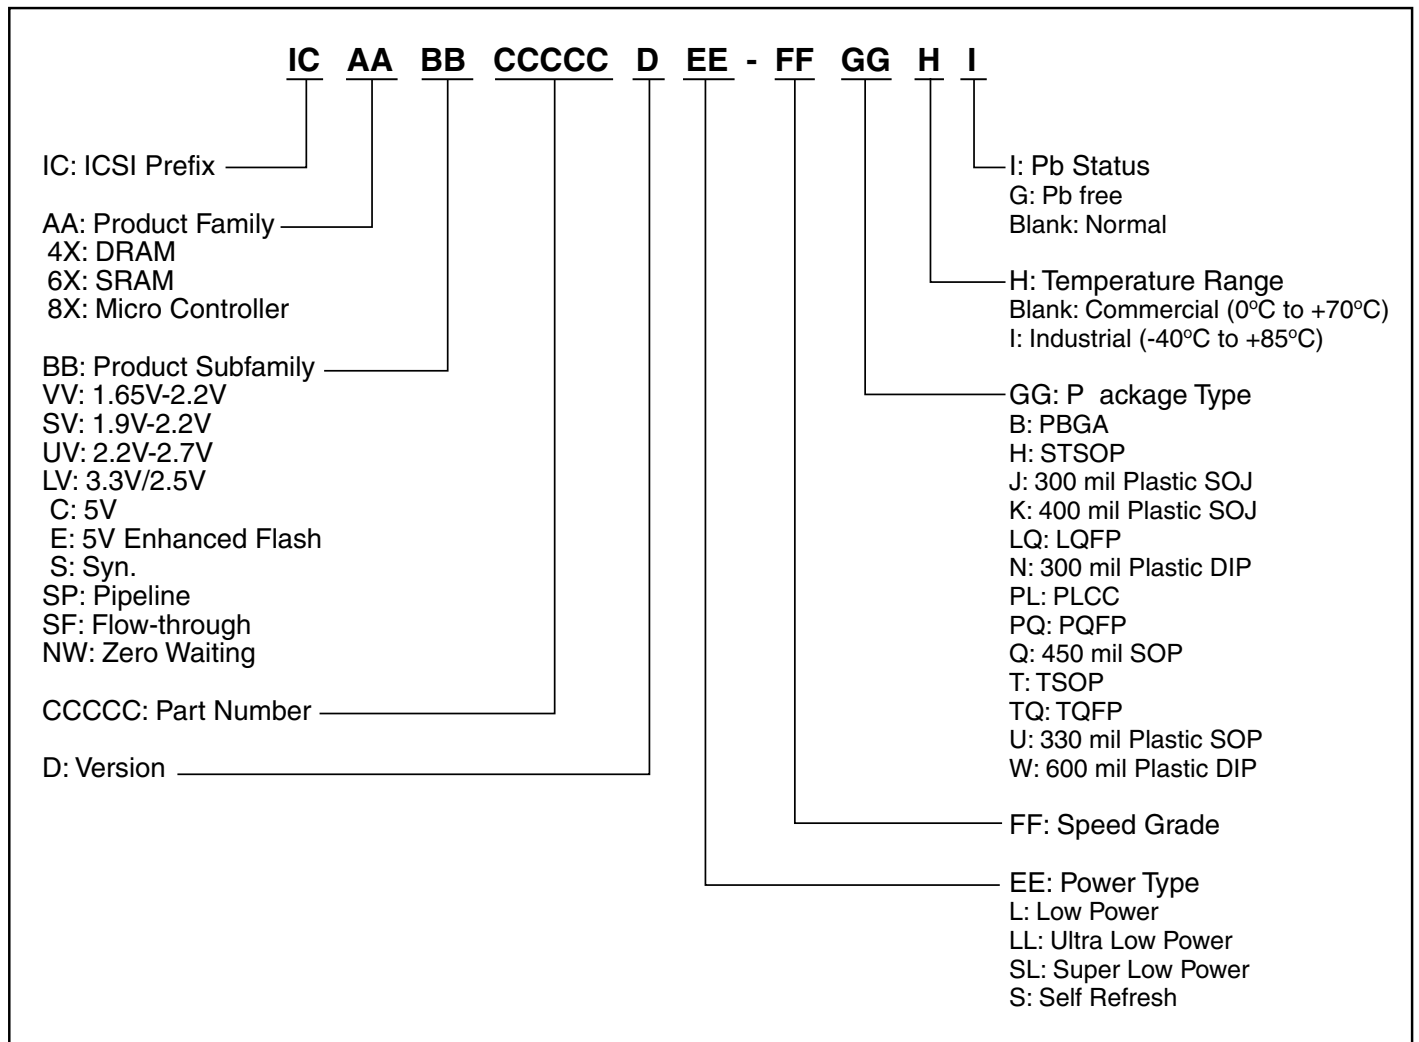 IC AA BB CCCCC D EE - FF GG H I
IC: ICSI Prefix
AA: Product Family
4X: DRAM
6X: SRAM
8X: Micro Controller
BB: Product Subfamily
VV: 1.65V-2.2V
SV: 1.9V-2.2V
UV: 2.2V-2.7V
LV: 3.3V/2.5V
C: 5V
E: 5V Enhanced Flash
S: Syn.
SP: Pipeline
SF: Flow-through
NW: Zero Waiting
CCCCC: Part Number
D: Version
I: Pb Status
G: Pb free
Blank: Normal
H: Temperature Range
Blank: Commercial (0ºC to +70ºC)
I: Industrial (-40ºC to +85ºC)
GG: P ackage Type
B: PBGA
H: STSOP
J: 300 mil Plastic SOJ
K: 400 mil Plastic SOJ
LQ: LQFP
N: 300 mil Plastic DIP
PL: PLCC
PQ: PQFP
Q: 450 mil SOP
T: TSOP
TQ: TQFP
U: 330 mil Plastic SOP
W: 600 mil Plastic DIP
FF: Speed Grade
EE: Power Type
L: Low Power
LL: Ultra Low Power
SL: Super Low Power
S: Self Refresh